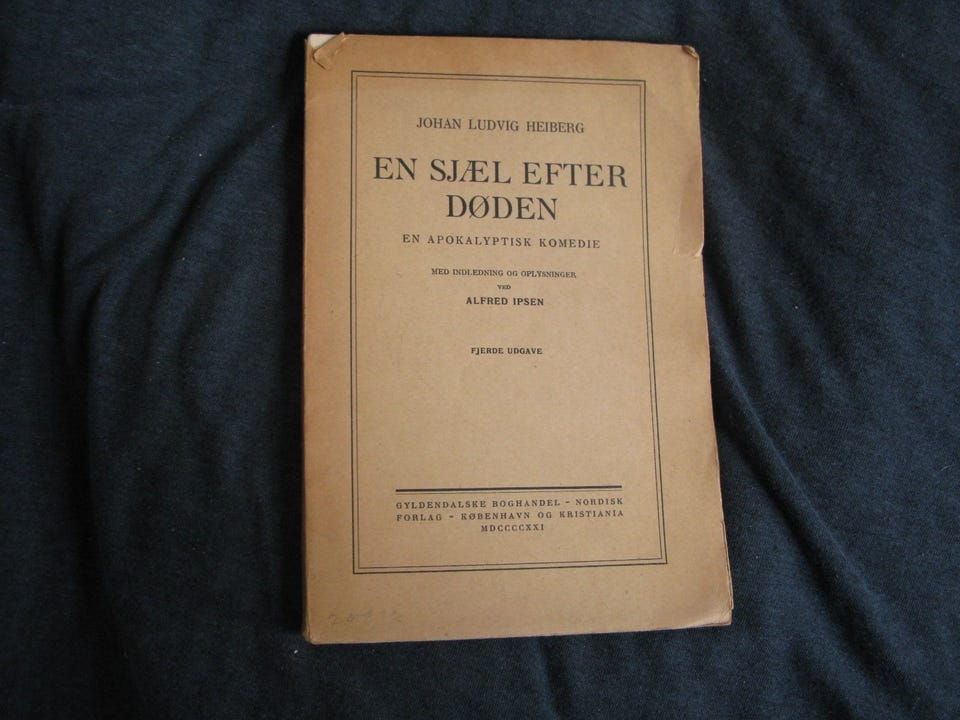 JOHAN LUDVIG HEIBERG
EN SJÆL EFTER
DØDEN
EN APOKALYPTISK KOMEDIE
MED INDLEDNING OG OPLYSNINGER
VED
ALFRED IPSEN
FJERDE UDGAVE
GYLDENDALSKE BOGHANDEL - NORDISK
FORLAG - KØBENHAVN OG KRISTIANIA
MDCCCCXXI